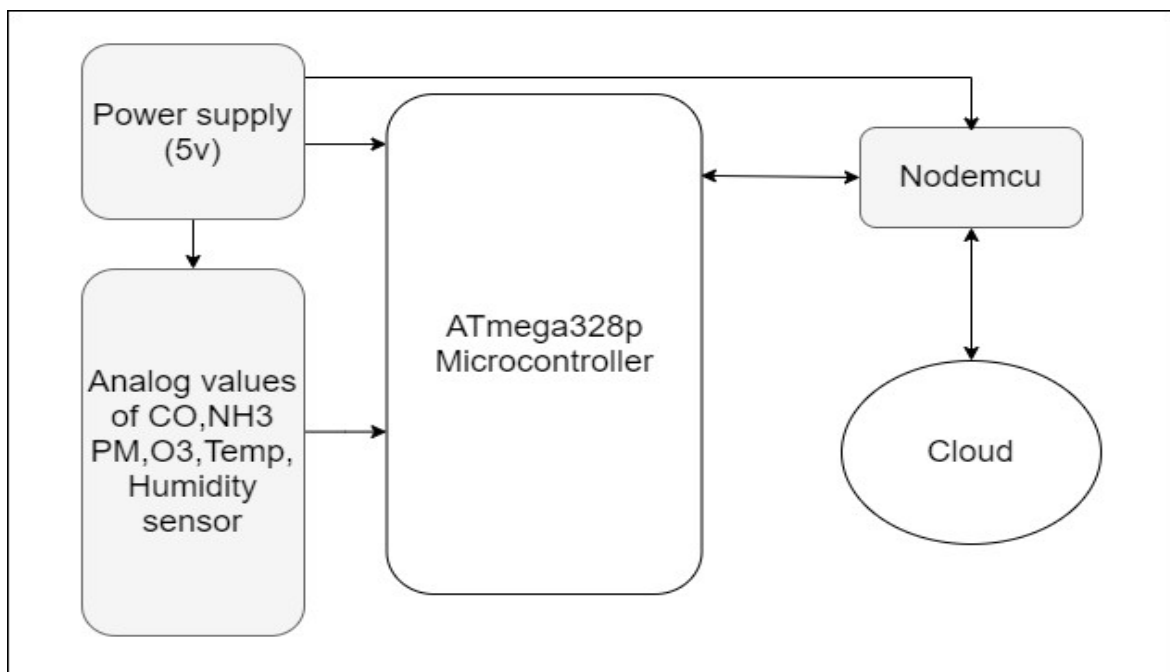 Power supply
(5v)
Nodemcu
ATmega328p
Microcontroller
Analog values
of CO,NH3
PM,O3,Temp,
Humidity
sensor
Cloud